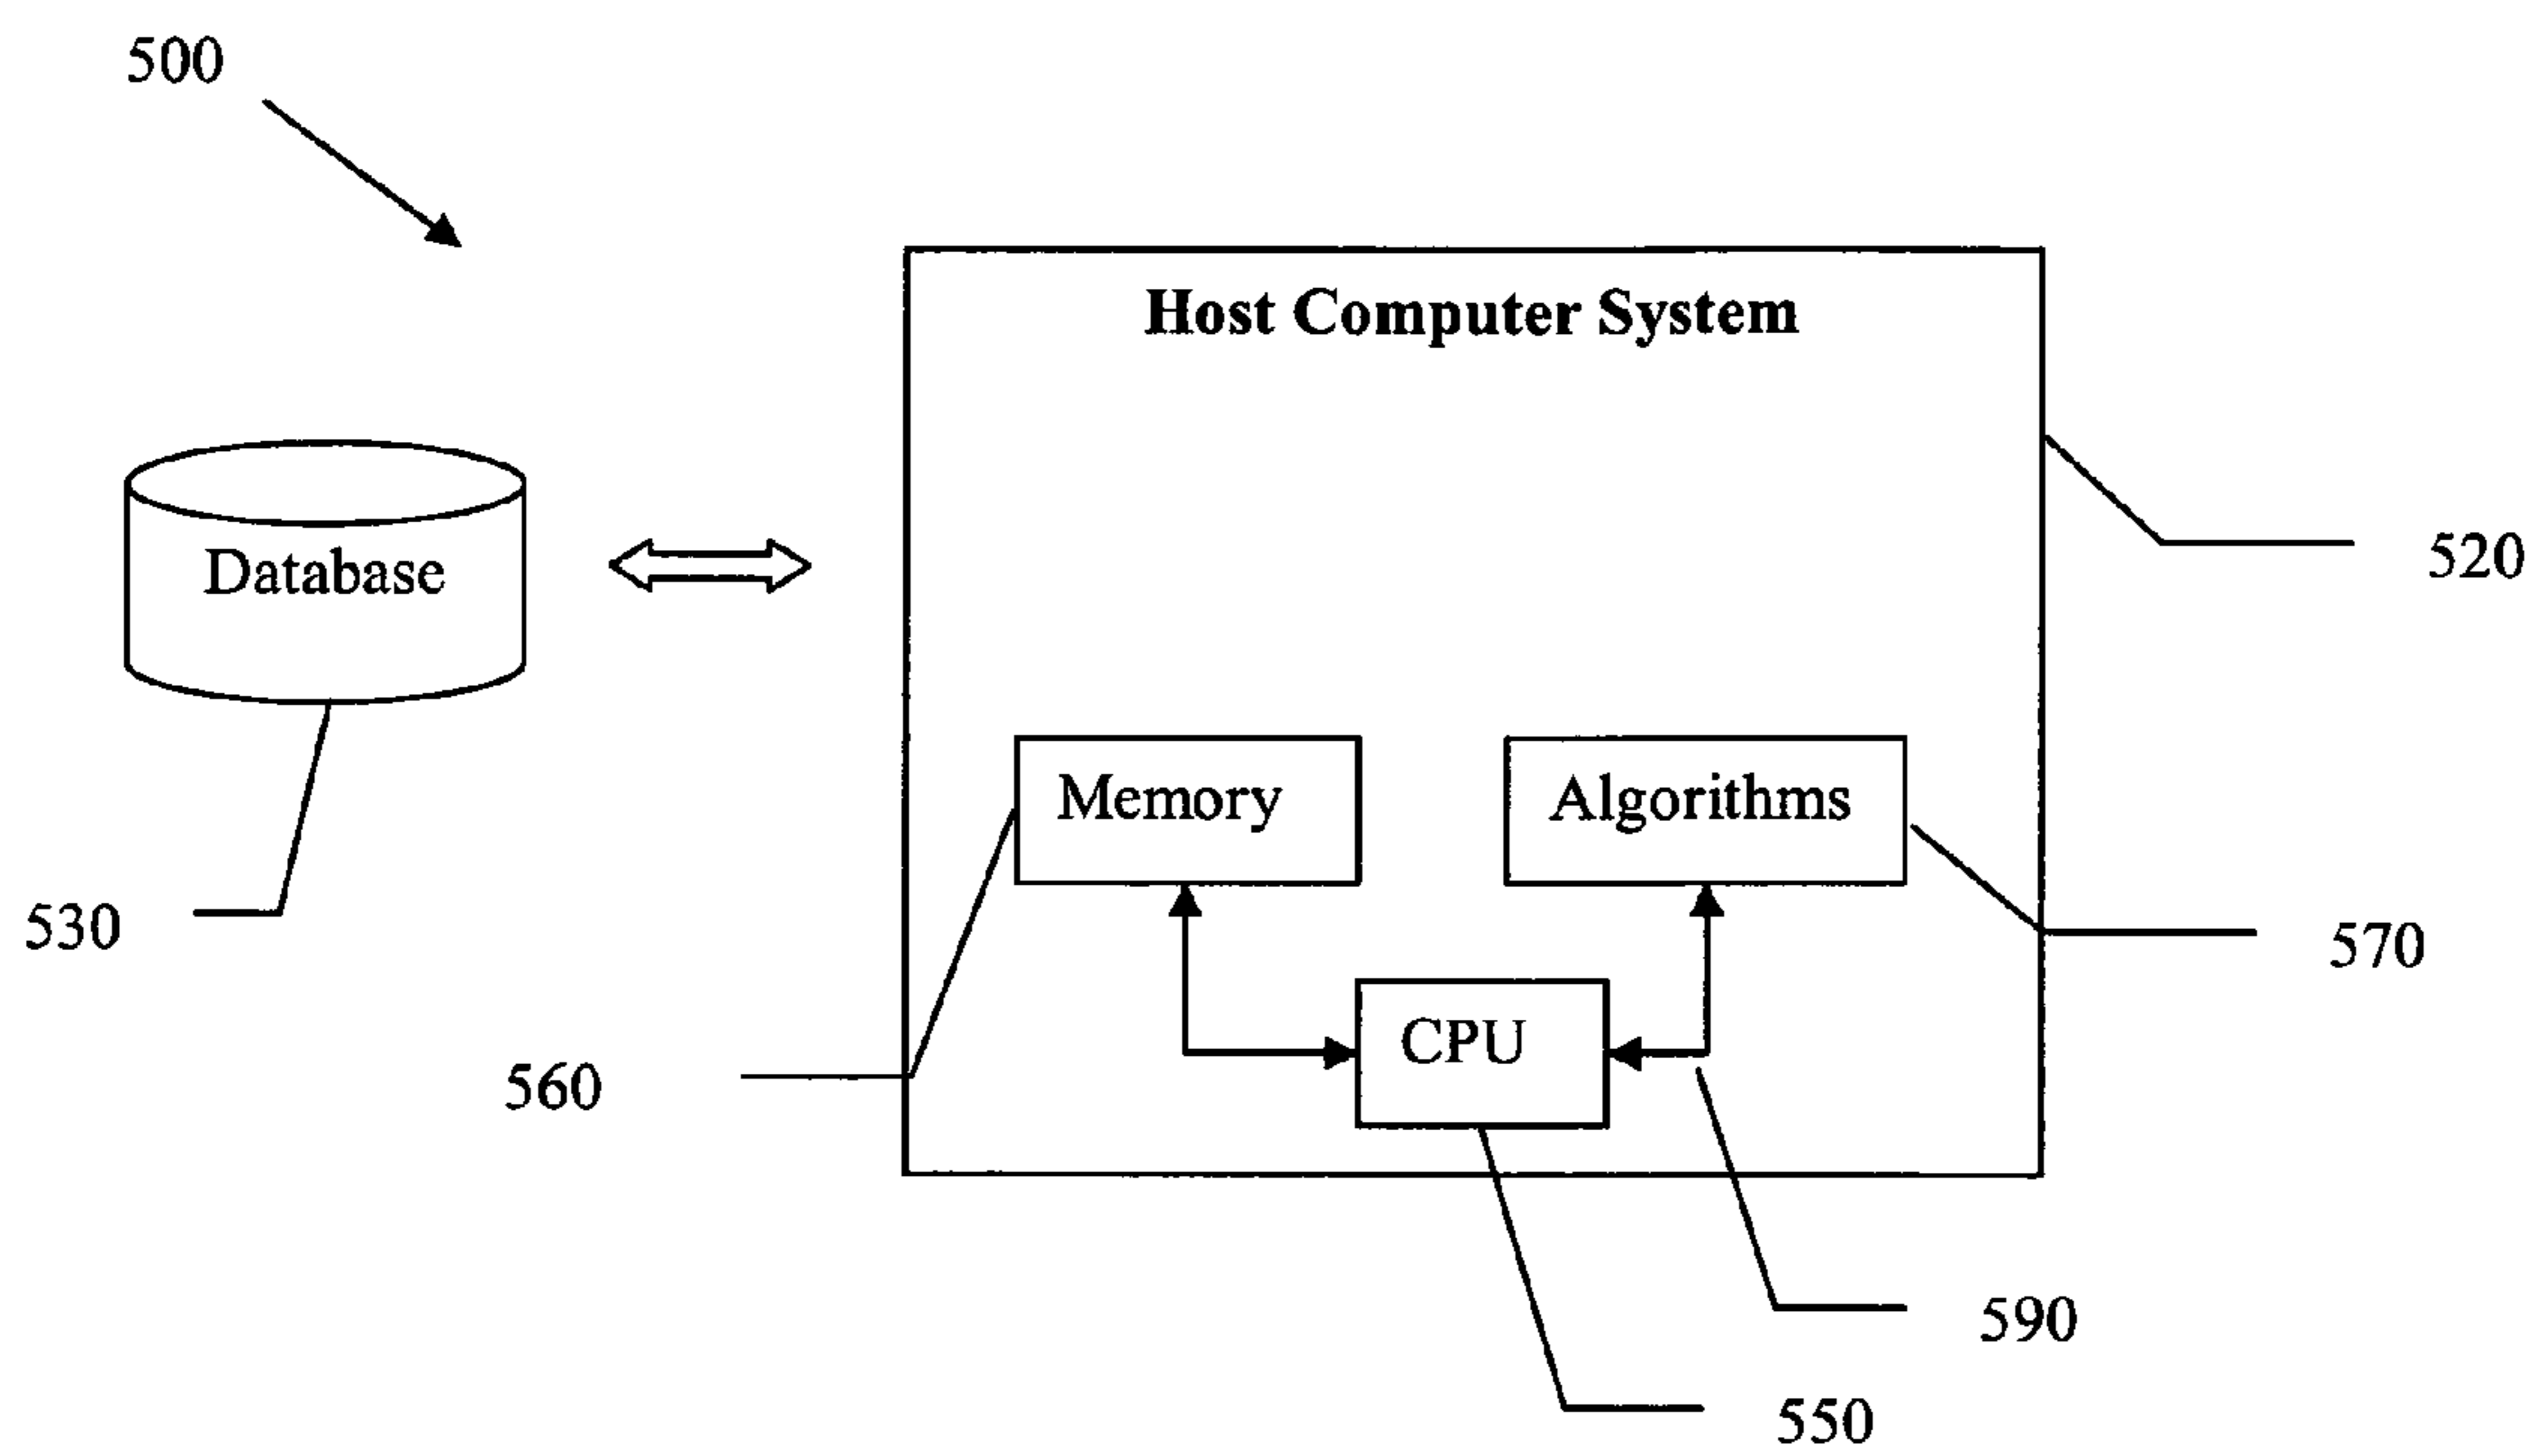 500
Host Computer System
520
Database
Memory
Algorithms
530
570
CPU
560
590
550